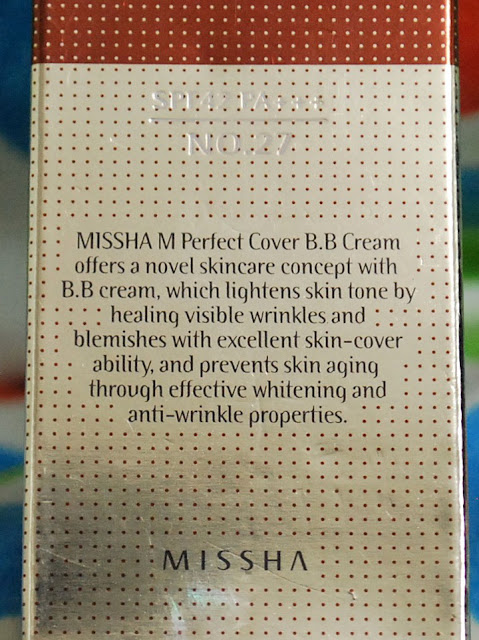 SPF42 PA+++
NO.27
MISSHA M Perfect Cover B.B Cream
offers a novel skincare concept with
B.B cream, which lightens skin tone by
healing visible wrinkles and
blemishes with excellent skin-cover
ability, and prevents skin aging
through effective whitening and
anti-wrinkle properties.
MISSHA